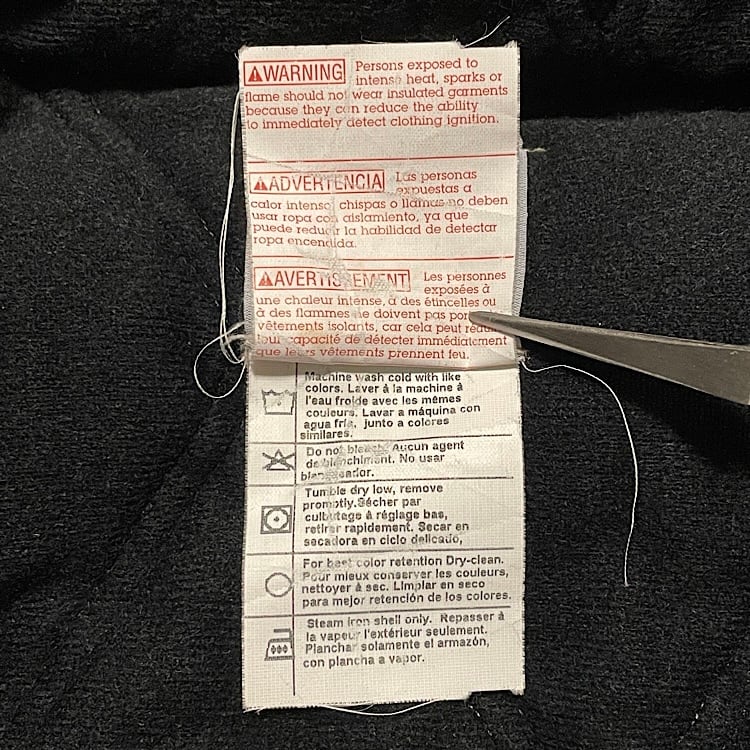 WARNING Persons exposed to
intense heat, sparks or
flame should not wear insulated garments
because they can reduce the ability
to immediately detect clothing ignition.
ADVERTENCIA Las personas
expuestas a
calor intenso, chispas o llamas no deben
usar ropa con aislamiento, ya que
puede reducir la habilidad de detectar
ropa encendida.
AVERTISSEMENT Les personnes
exposées à
une chaleur intense, à des étincelles ou
à des flammes ne doivent pas
vêtements isolants, car cela peut
leur capacité de détecter immédiatement
que leurs vêtements prennent feu.
Machine wash cold with like
colors. Laver à la machine à
l'eau froide avec les mêmes
couleurs. Lavar a máquina con
agua fría, junto a colores
similares.
Do not bleach. Aucun agent
de blanchiment. No usar
blanqueador.
Tumble dry low, remove
promptly.Sécher par
culbutage à réglage bas,
retirer rapidement. Secar en
secadora en ciclo delicado,
For best color retention Dry-clean.
Pour mieux conserver les couleurs,
nettoyer à sec. Limpiar en seco
para mejor retención de los colores.
Steam iron shell only. Repasser à
la vapeur l'extérieur seulement.
Planchar solamente el armazón,
con plancha a vapor.